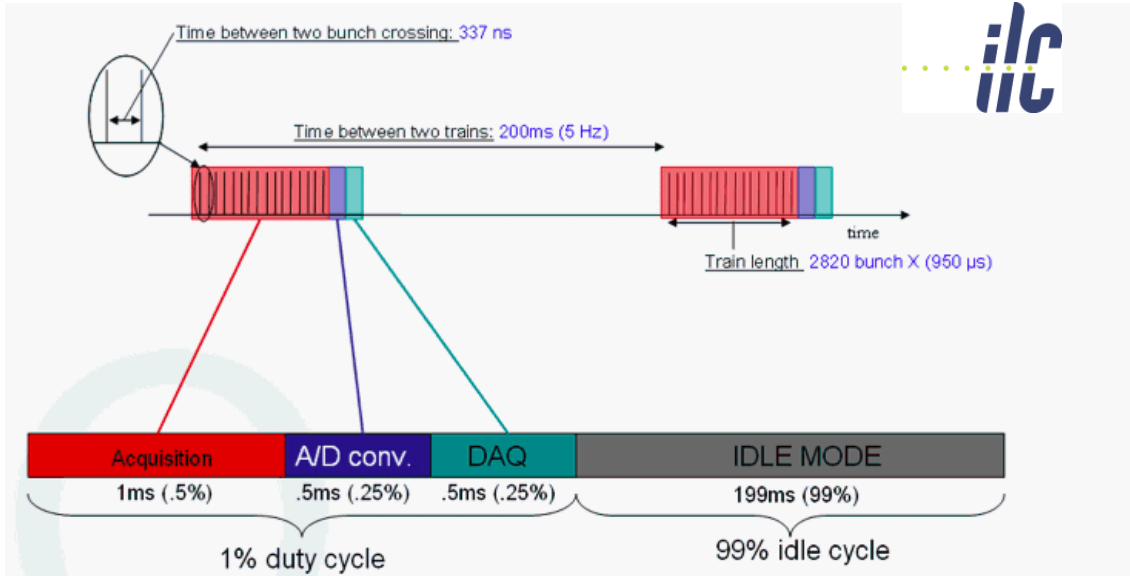 ilc
Time between two bunch crossing: 337 ns
Time between two trains: 200ms (5 Hz)
time
Train length 2820 bunch X (950 µs)
Acquisition A/D conv. DAQ IDLE MODE
1ms (.5%) .5ms (.25%) .5ms (.25%) 199ms (99%)
1% duty cycle 99% idle cycle